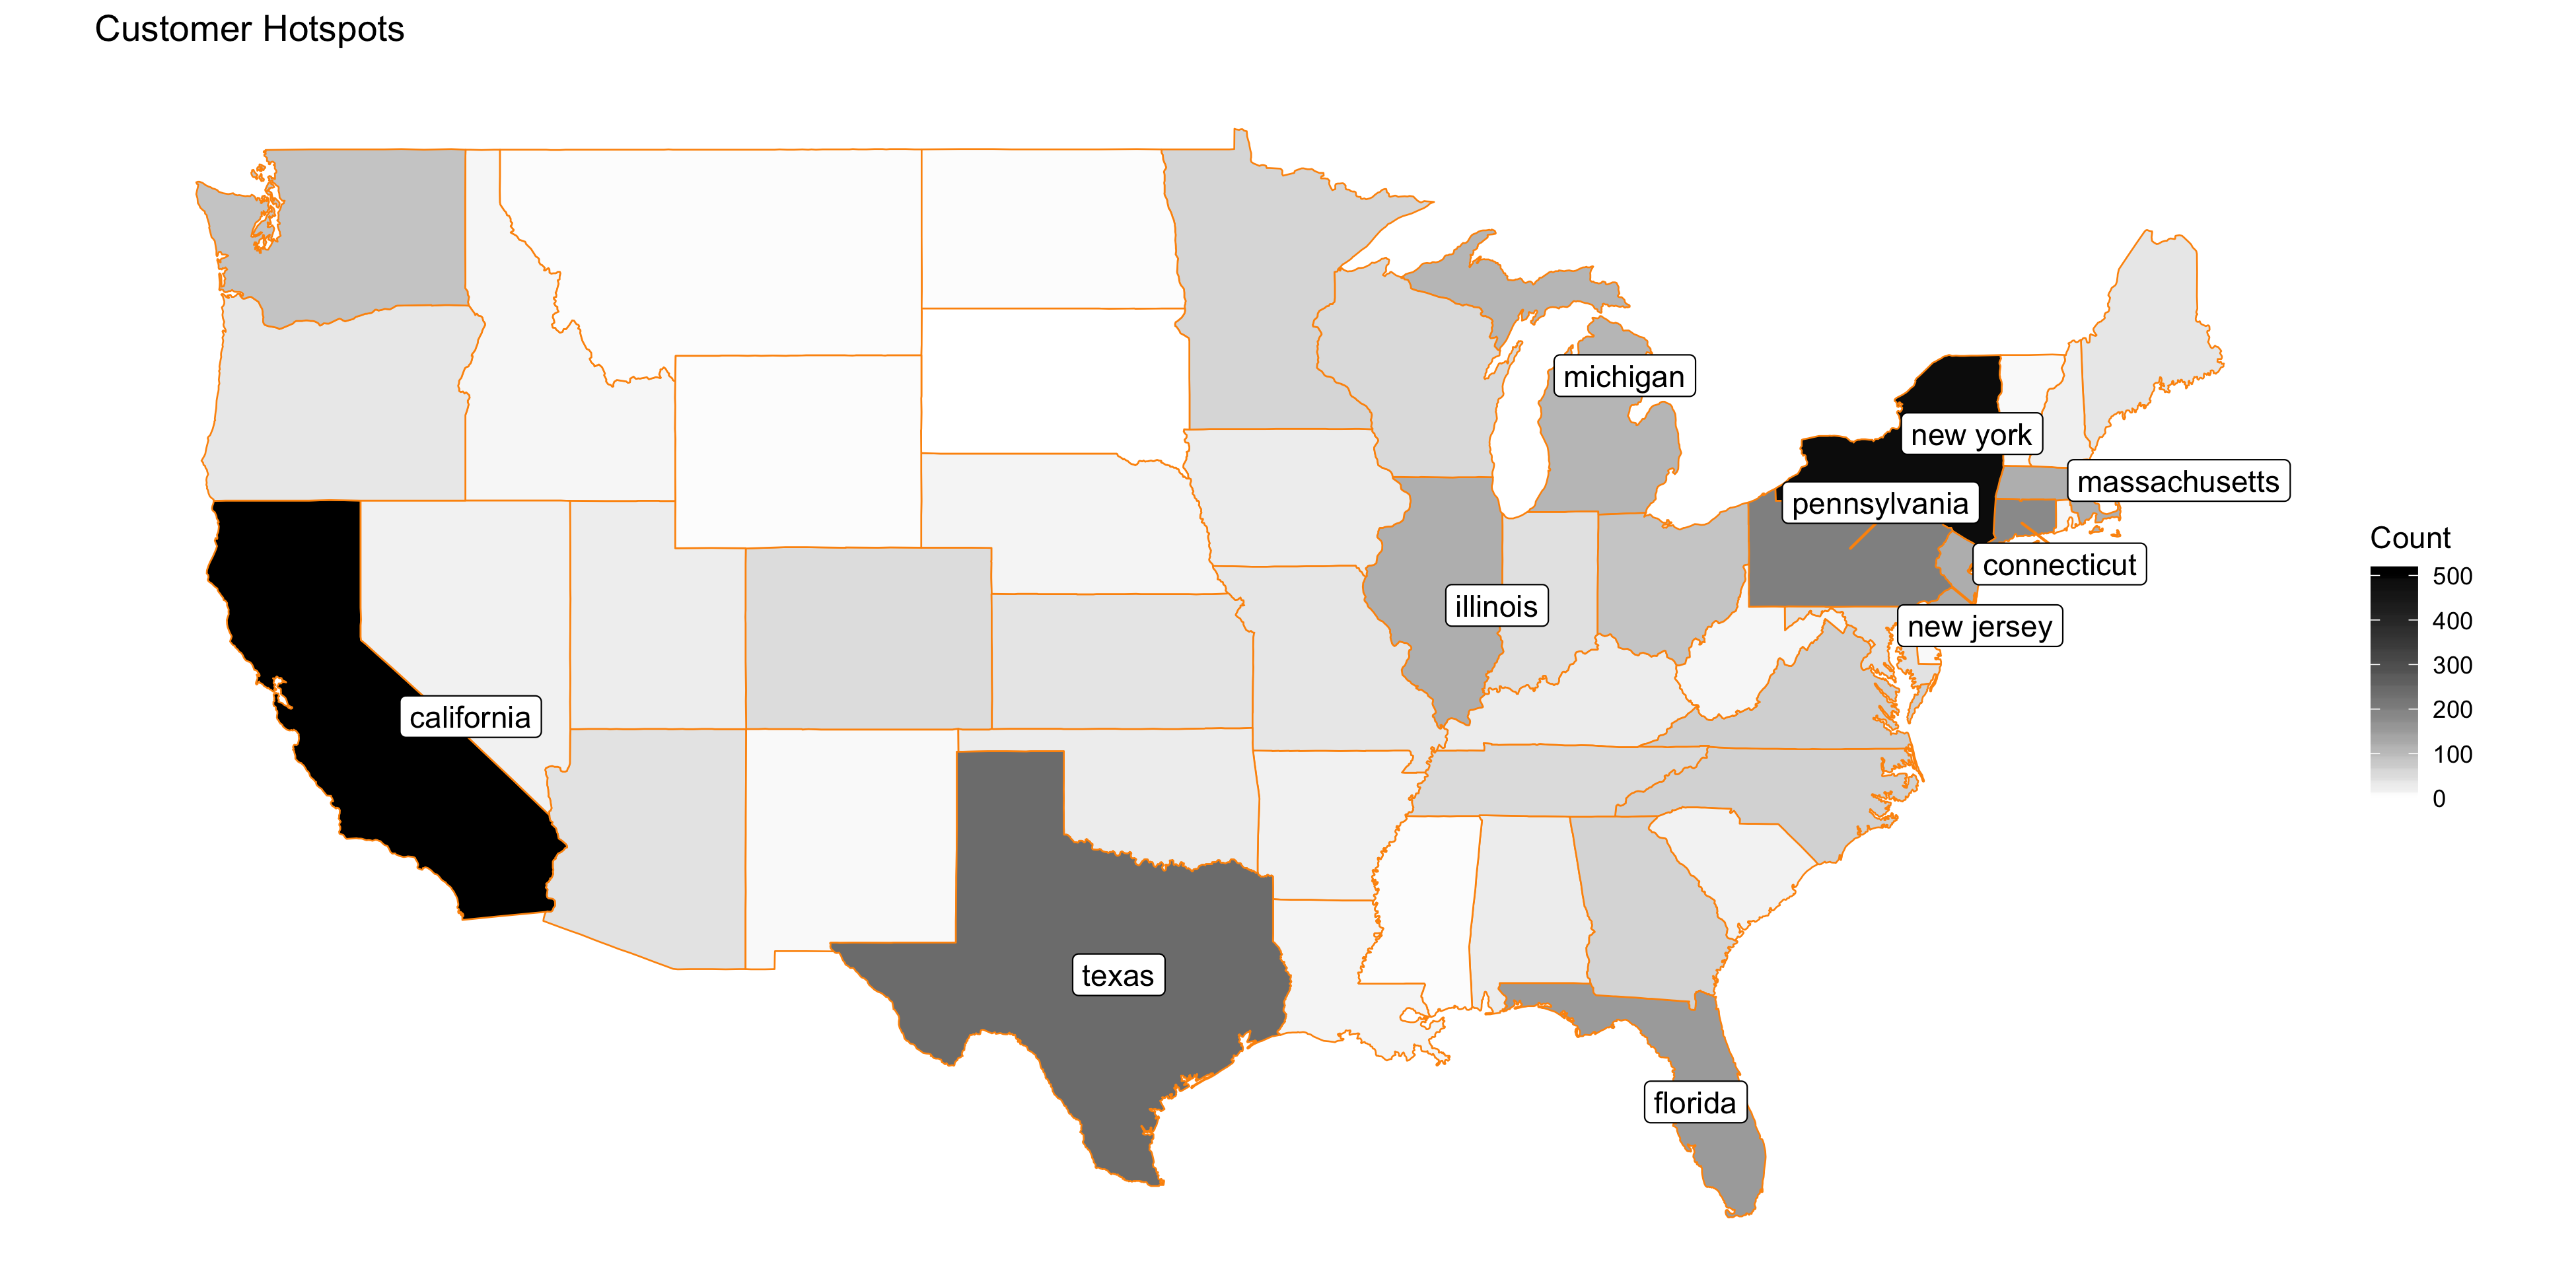 Customer Hotspots
michigan
new york
massachusetts
pennsylvania
connecticut
illinois
new jersey
california
texas
florida
Count
500
400
300
200
100
0